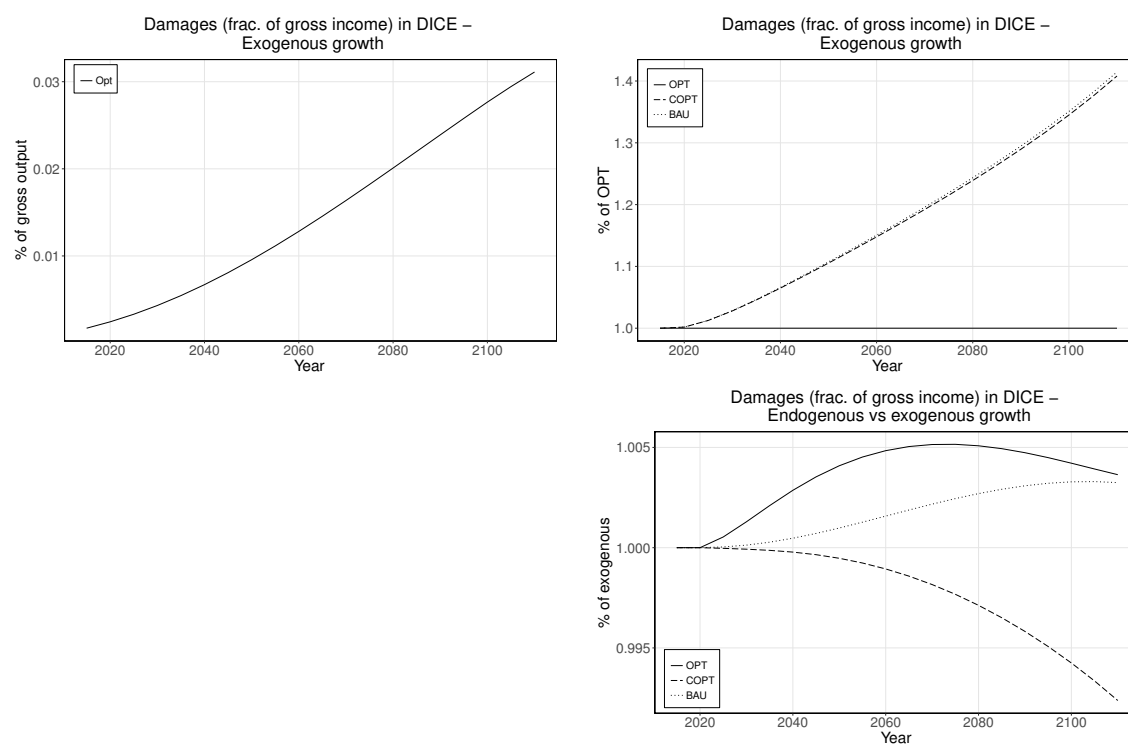 Damages (frac. of gross income) in DICE –
Exogenous growth
% of gross output
0.03
0.02
0.01
Opt
2020 2040 2060 2080 2100
Year
Damages (frac. of gross income) in DICE –
Exogenous growth
% of OPT
1.4
1.3
1.2
1.1
1.0
OPT
COPT
BAU
2020 2040 2060 2080 2100
Year
Damages (frac. of gross income) in DICE –
Endogenous vs exogenous growth
% of exogenous
1.005
1.000
0.995
OPT
COPT
BAU
2020 2040 2060 2080 2100
Year